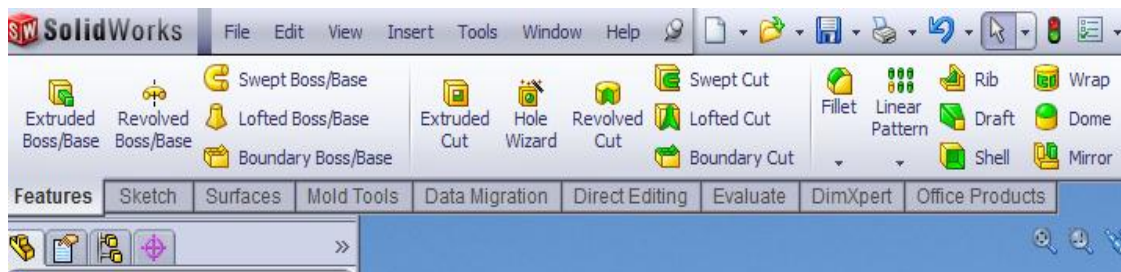 SW SolidWorks File Edit View Insert Tools Window Help
Extruded Boss/Base
Revolved Boss/Base
Swept Boss/Base
Lofted Boss/Base
Boundary Boss/Base
Extruded Cut
Hole Wizard
Revolved Cut
Swept Cut
Lofted Cut
Boundary Cut
Fillet
Linear Pattern
Rib
Draft
Shell
Wrap
Dome
Mirror
Features Sketch Surfaces Mold Tools Data Migration Direct Editing Evaluate DimXpert Office Products